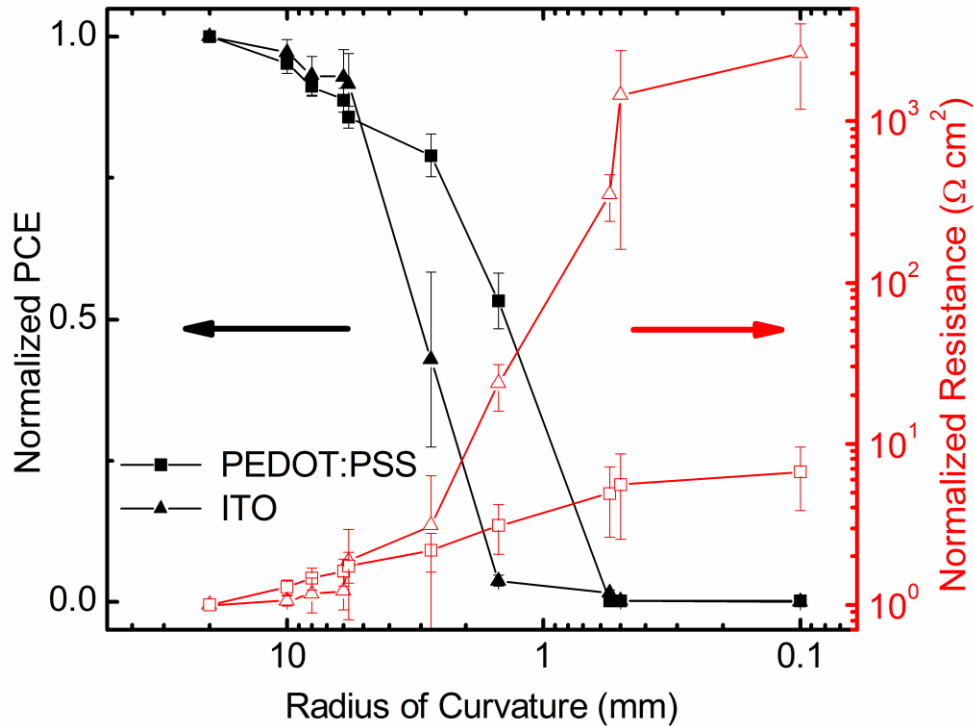 1.0
0.5
0.0
Normalized PCE
PEDOT:PSS
ITO
10
1
0.1
Radius of Curvature (mm)
10³
10²
10¹
10⁰
Normalized Resistance (Ω cm²)